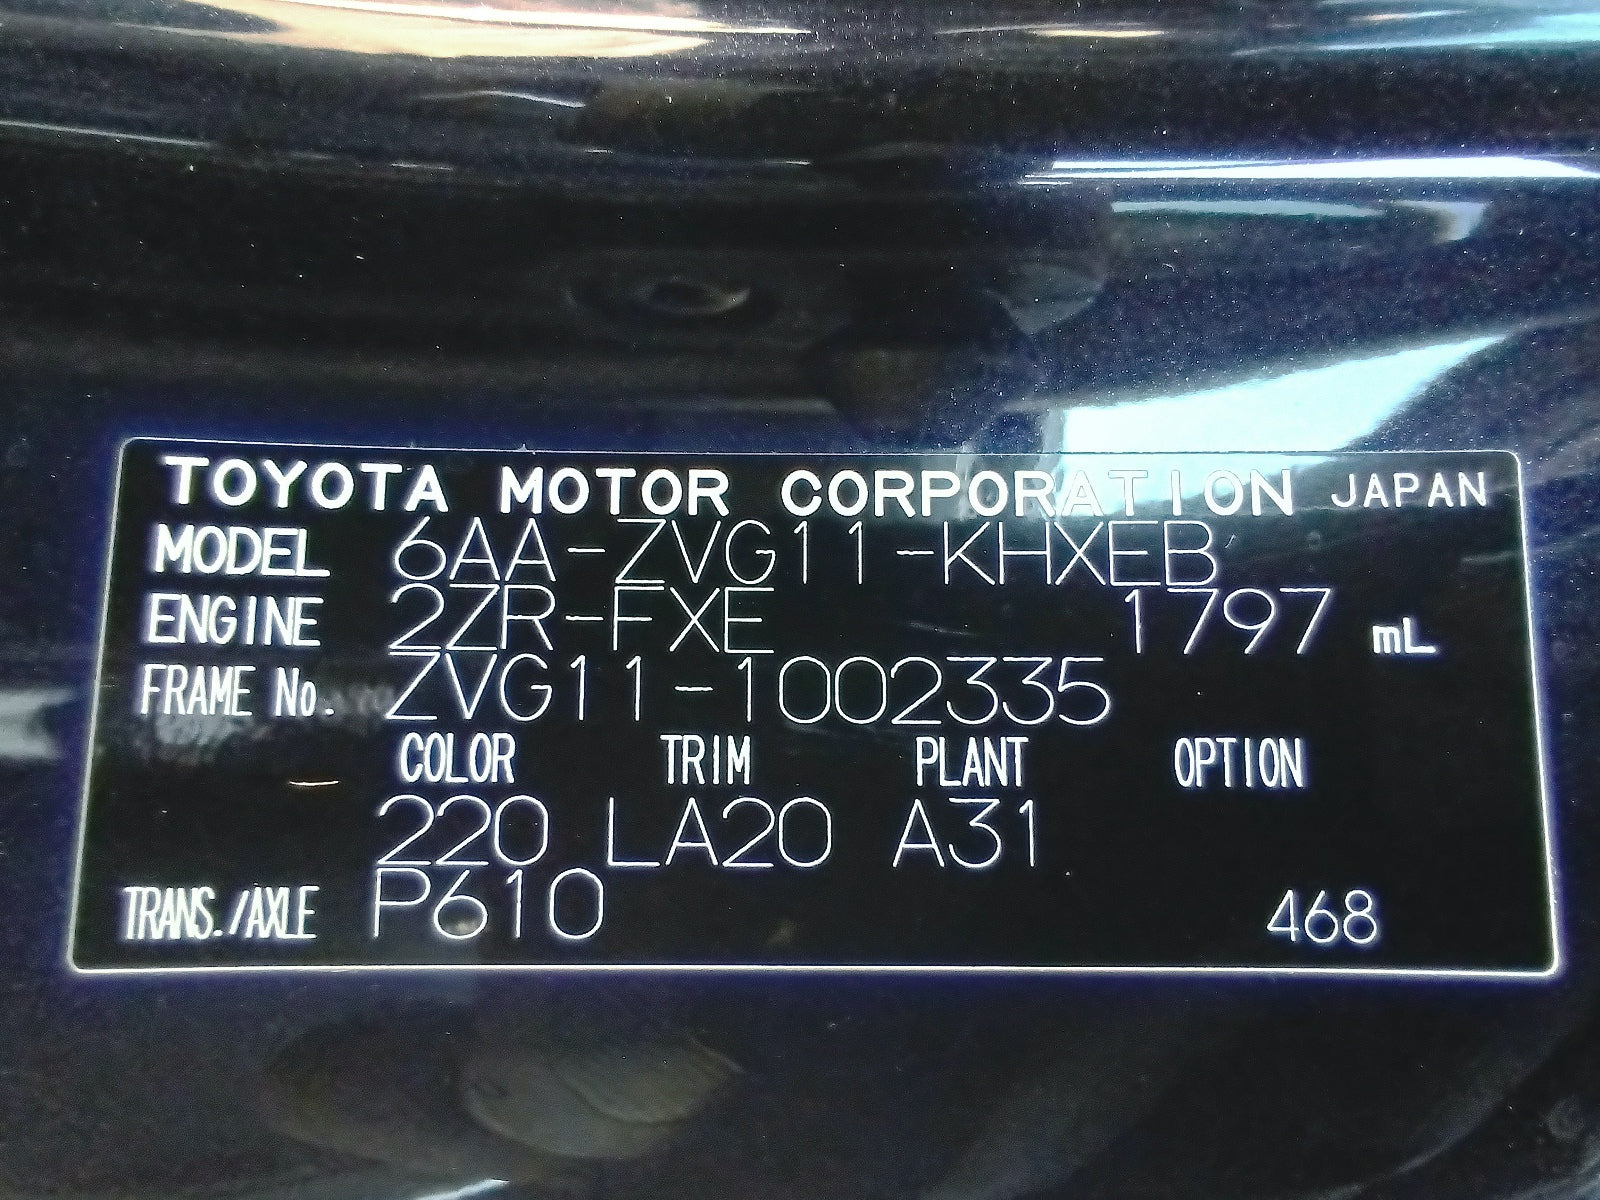 TOYOTA MOTOR CORPORATION JAPAN
MODEL 6AA-ZVG11-KHXEB
ENGINE 2ZR-FXE 1797 mL
FRAME No. ZVG11-1002335
COLOR TRIM PLANT OPTION
220 LA20 A31
TRANS./AXLE P610 468